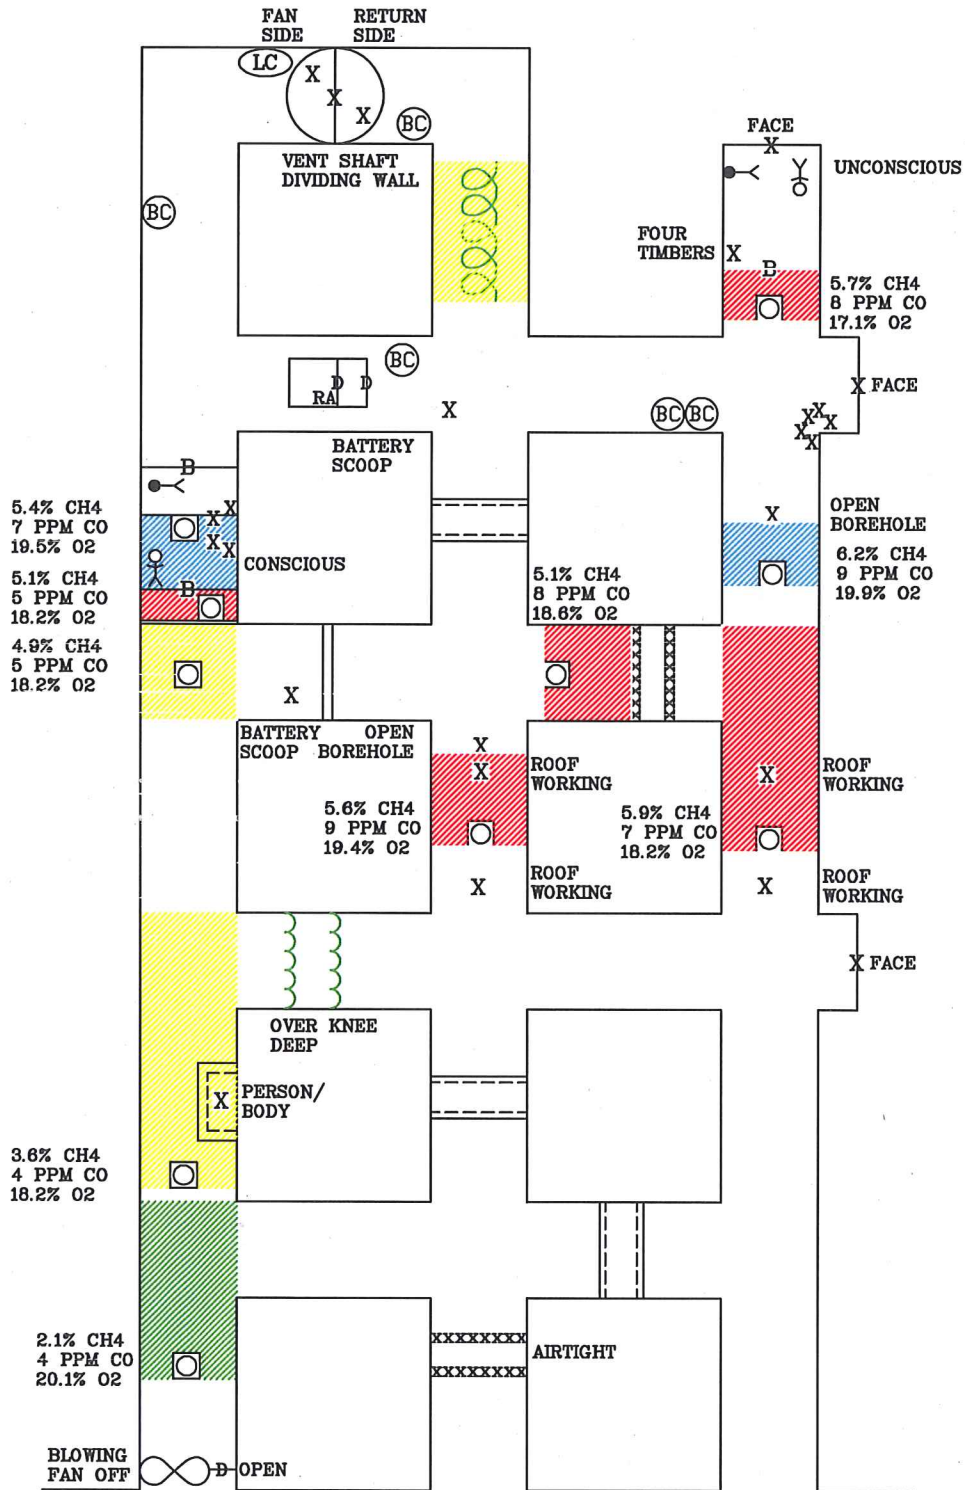 FAN
SIDE
RETURN
SIDE
LC
X
X
X
BC
VENT SHAFT
DIVIDING WALL
BC
FACE
X
UNCONSCIOUS
FOUR
TIMBERS
X
B
5.7% CH4
8 PPM CO
17.1% O2
BC
D D
RA
X
X FACE
BC BC
X
X
X
X
X
BATTERY
SCOOP
B
5.4% CH4
7 PPM CO
19.5% O2
X
X
X
X
CONSCIOUS
5.1% CH4
5 PPM CO
18.2% O2
B
X
OPEN
BOREHOLE
6.2% CH4
9 PPM CO
19.9% O2
5.1% CH4
8 PPM CO
18.6% O2
4.9% CH4
5 PPM CO
18.2% O2
X
BATTERY
SCOOP
OPEN
BOREHOLE
X
X
ROOF
WORKING
X
ROOF
WORKING
5.6% CH4
9 PPM CO
19.4% O2
5.9% CH4
7 PPM CO
18.2% O2
X
ROOF
WORKING
X
ROOF
WORKING
X FACE
OVER KNEE
DEEP
X
PERSON/
BODY
3.6% CH4
4 PPM CO
18.2% O2
2.1% CH4
4 PPM CO
20.1% O2
XXXXXXXX
XXXXXXXX
AIRTIGHT
BLOWING
FAN OFF
D OPEN